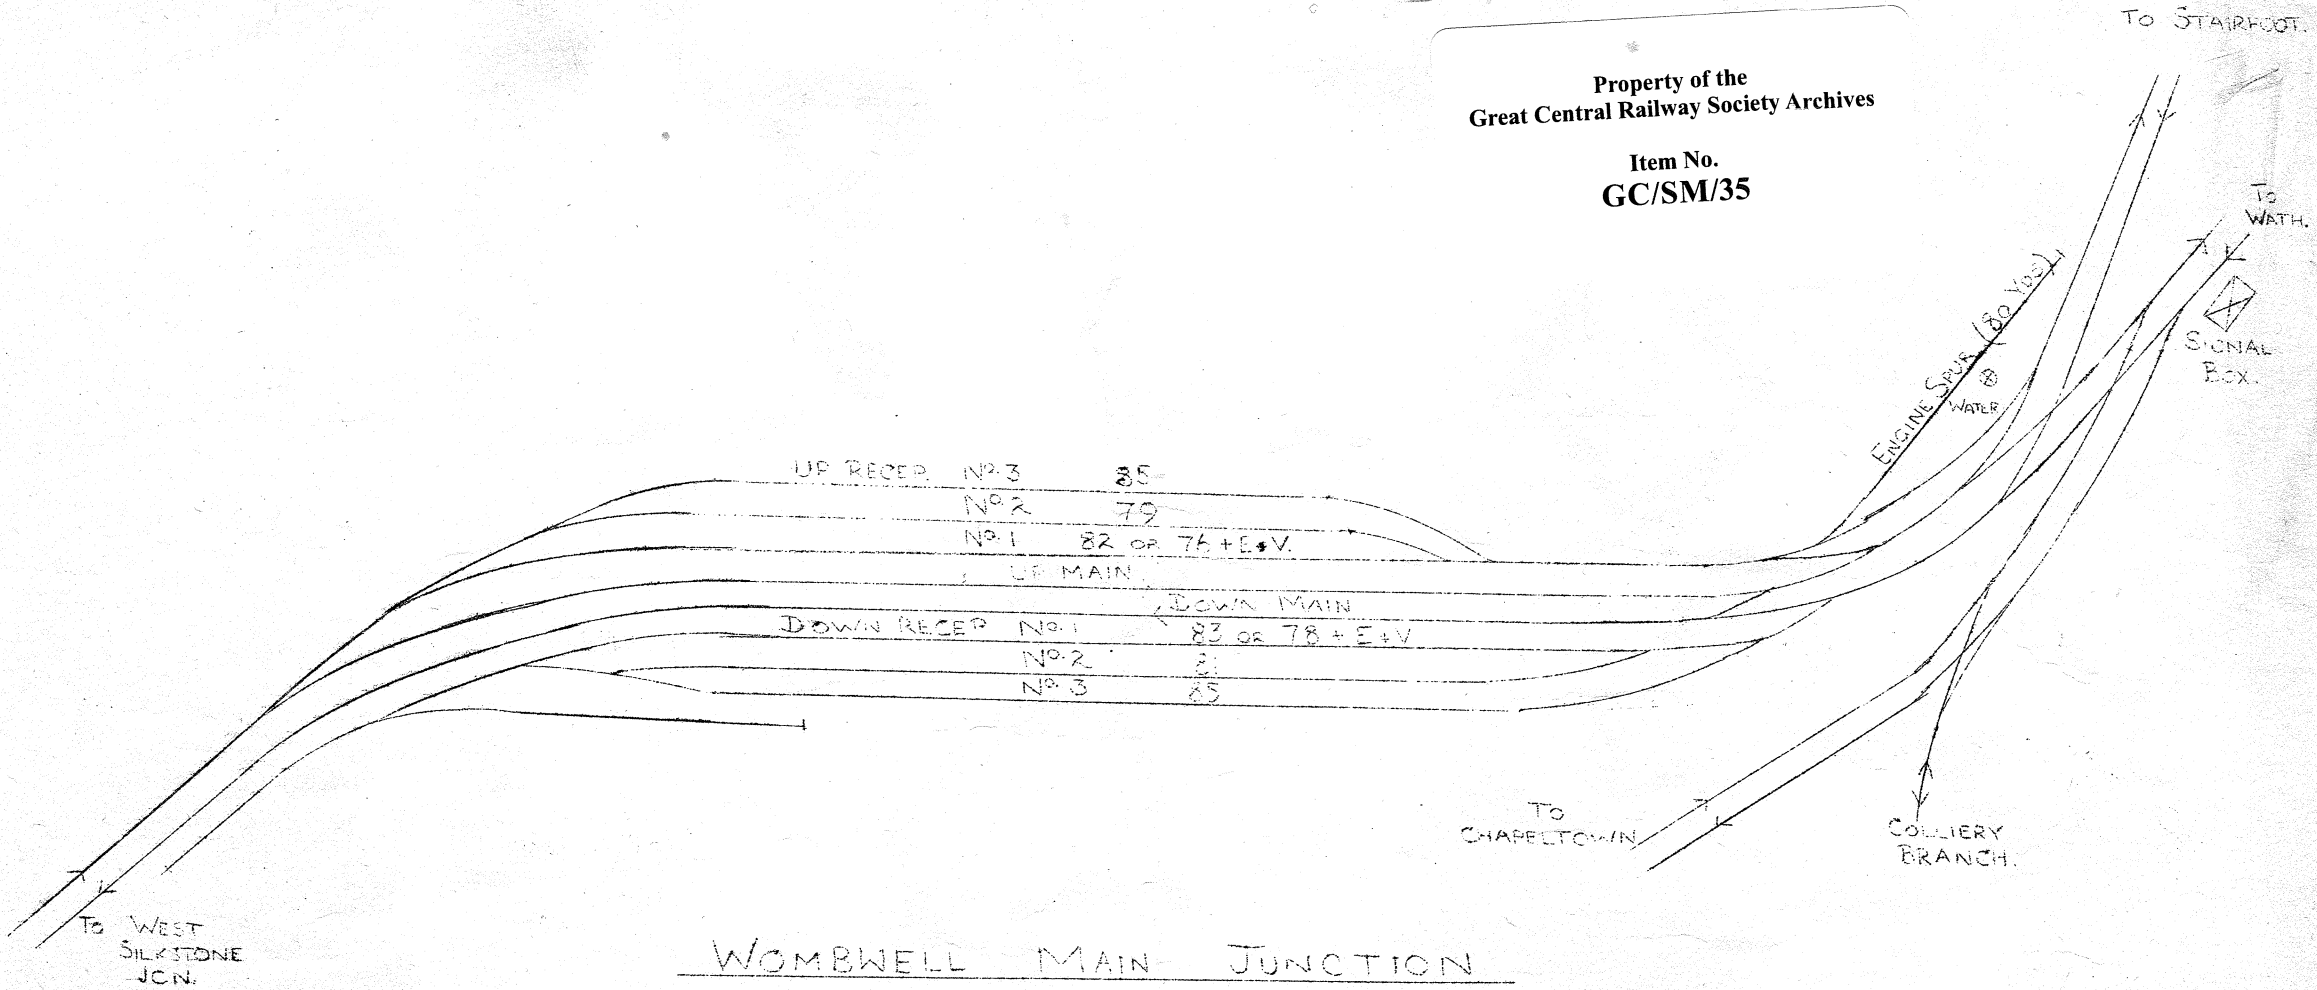 TO STAIRFOOT.
Property of the
Great Central Railway Society Archives
Item No.
GC/SM/35
TO
WATH.
SIGNAL
BOX.
ENGINE SPUR (80 YDS)
WATER
UP RECEP. No. 3 85
No. 2 79
No. 1 82 OR 76 + E + V.
UP MAIN
DOWN MAIN
DOWN RECEP No. 1 83 OR 78 + E + V
No. 2 81
No. 3 85
TO
CHAPELTOWN
COLLIERY
BRANCH.
TO WEST
SILKSTONE
JCN.
WOMBWELL MAIN JUNCTION